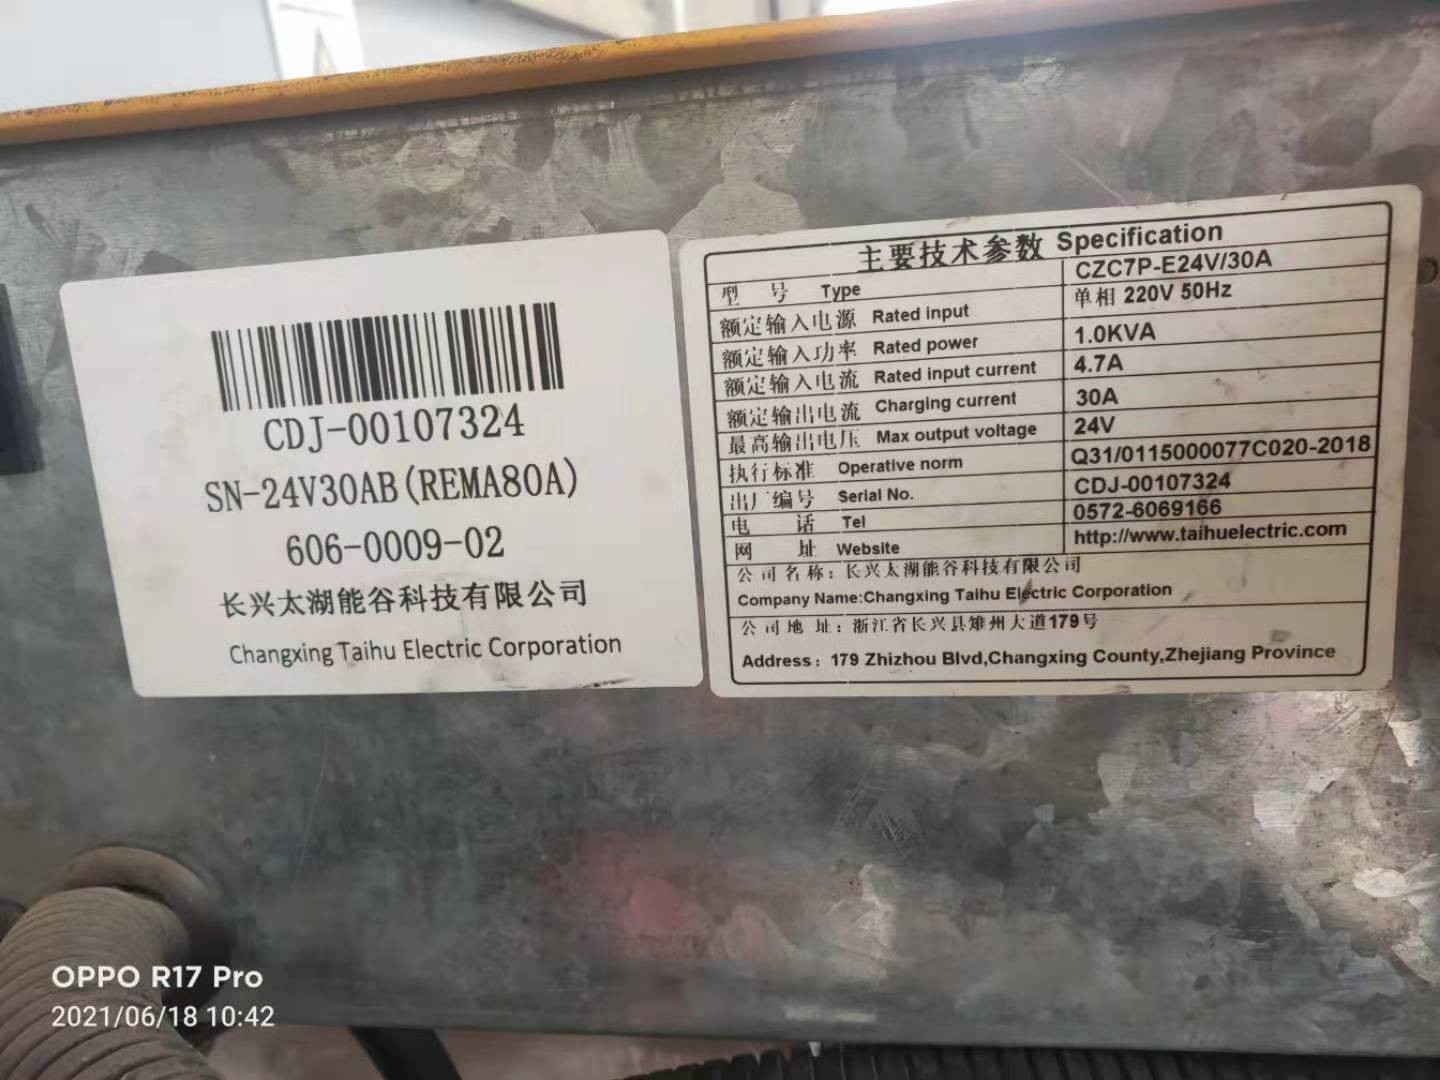 CDJ-00107324
SN-24V30AB(REMA80A)
606-0009-02
长兴太湖能谷科技有限公司
Changxing Taihu Electric Corporation
主要技术参数 Specification
型 号 Type CZC7P-E24V/30A
额定输入电源 Rated input 单相 220V 50Hz
额定输入功率 Rated power 1.0KVA
额定输入电流 Rated input current 4.7A
额定输出电流 Charging current 30A
最高输出电压 Max output voltage 24V
执行标准 Operative norm Q31/0115000077C020-2018
出厂编号 Serial No. CDJ-00107324
电 话 Tel 0572-6069166
网 址 Website http://www.taihuelectric.com
公司名称：长兴太湖能谷科技有限公司
Company Name:Changxing Taihu Electric Corporation
公司地址：浙江省长兴县雉州大道179号
Address：179 Zhizhou Blvd,Changxing County,Zhejiang Province
OPPO R17 Pro
2021/06/18 10:42